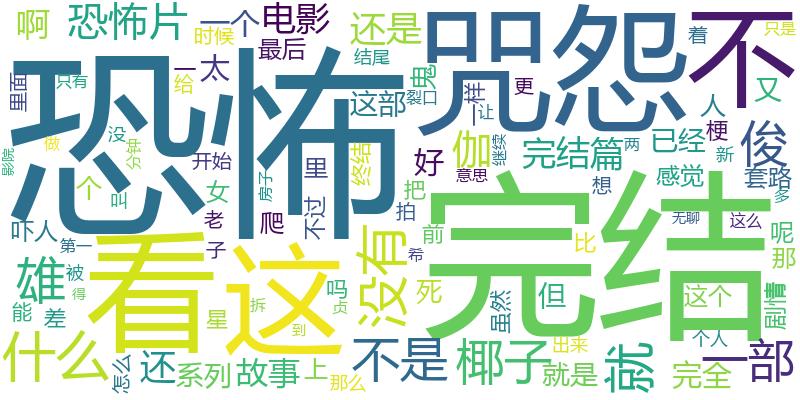 啊
恐怖片
一个
电影
时候
最后
还是
咒怨
不
着
里面
只有
一
给
太
结尾
鬼
一样
更
人
又
恐怖
这部
裂口
让
伽
完结篇
已经
梗
俊
影院
做
没
分钟
开始
房子
里
终结
好
意思
继续
两
感觉
新
套路
个
叫
女
不过
把
拍
想
无聊
这么
多
吓人
第一
老
子
爬
看
这
没有
前
希
完结
比
呢
那
雄
被
得
能
差
星
拆
到
吗
贞
死
虽然
但
这个
剧情
什么
怎么
还
系列
故事
上
那么
不是
椰子
就是
出来
就
完全
个人
一部